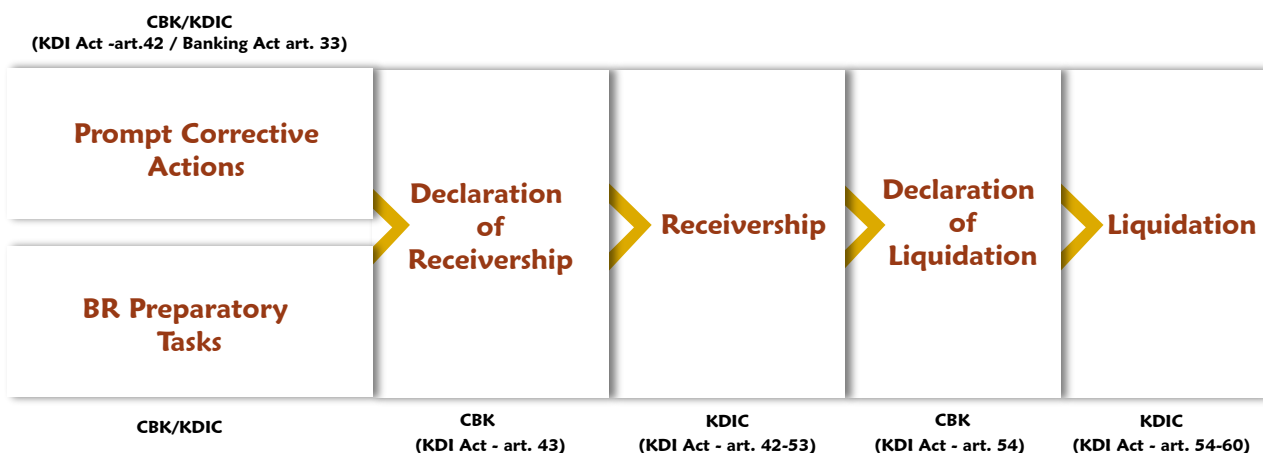 CBK/KDIC
(KDI Act -art.42 / Banking Act art. 33)
Prompt Corrective
Actions
BR Preparatory
Tasks
CBK/KDIC
Declaration
of
Receivership
CBK
(KDI Act - art. 43)
Receivership
KDIC
(KDI Act - art. 42-53)
Declaration
of
Liquidation
CBK
(KDI Act - art. 54)
Liquidation
KDIC
(KDI Act - art. 54-60)